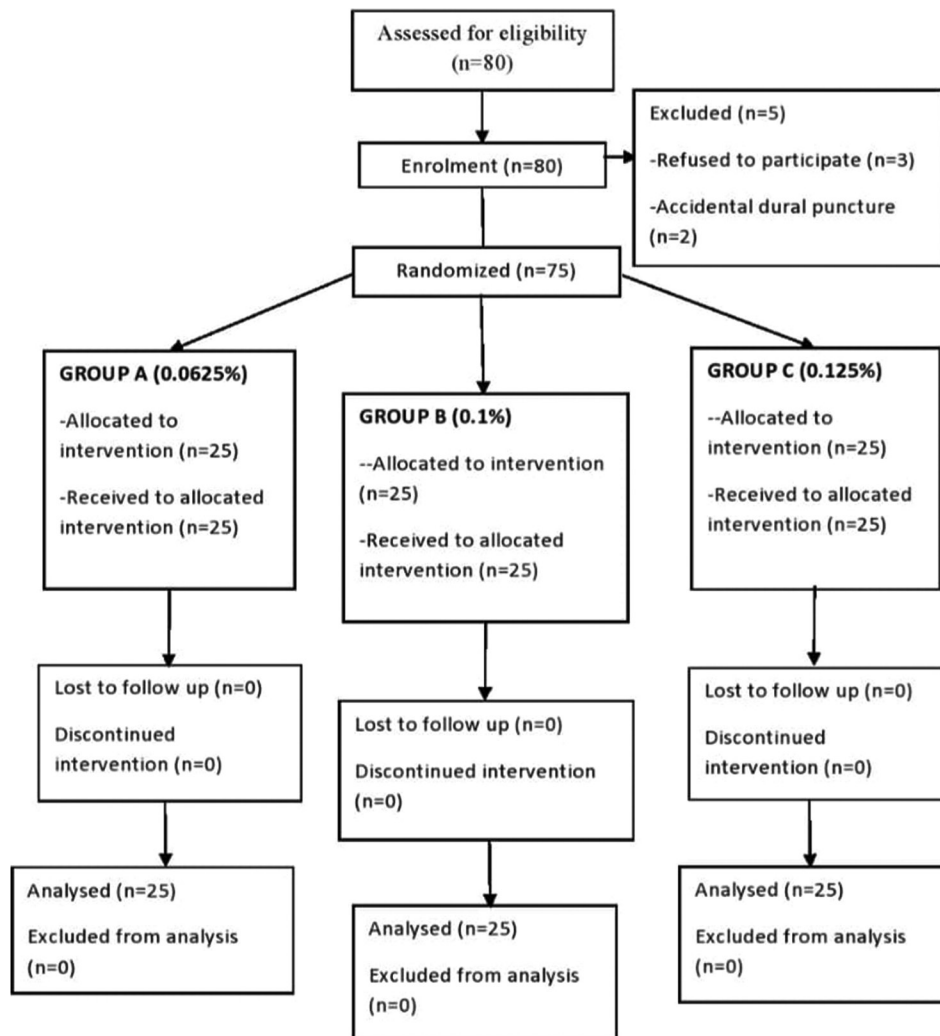 Assessed for eligibility
(n=80)
Enrolment (n=80)
Excluded (n=5)
-Refused to participate (n=3)
-Accidental dural puncture
(n=2)
Randomized (n=75)
GROUP A (0.0625%)
-Allocated to
intervention (n=25)
-Received to allocated
intervention (n=25)
GROUP B (0.1%)
--Allocated to intervention
(n=25)
-Received to allocated
intervention (n=25)
GROUP C (0.125%)
--Allocated to
intervention (n=25)
-Received to allocated
intervention (n=25)
Lost to follow up (n=0)
Discontinued
intervention (n=0)
Lost to follow up (n=0)
Discontinued intervention
(n=0)
Lost to follow up (n=0)
Discontinued
intervention (n=0)
Analysed (n=25)
Excluded from analysis
(n=0)
Analysed (n=25)
Excluded from analysis
(n=0)
Analysed (n=25)
Excluded from analysis
(n=0)